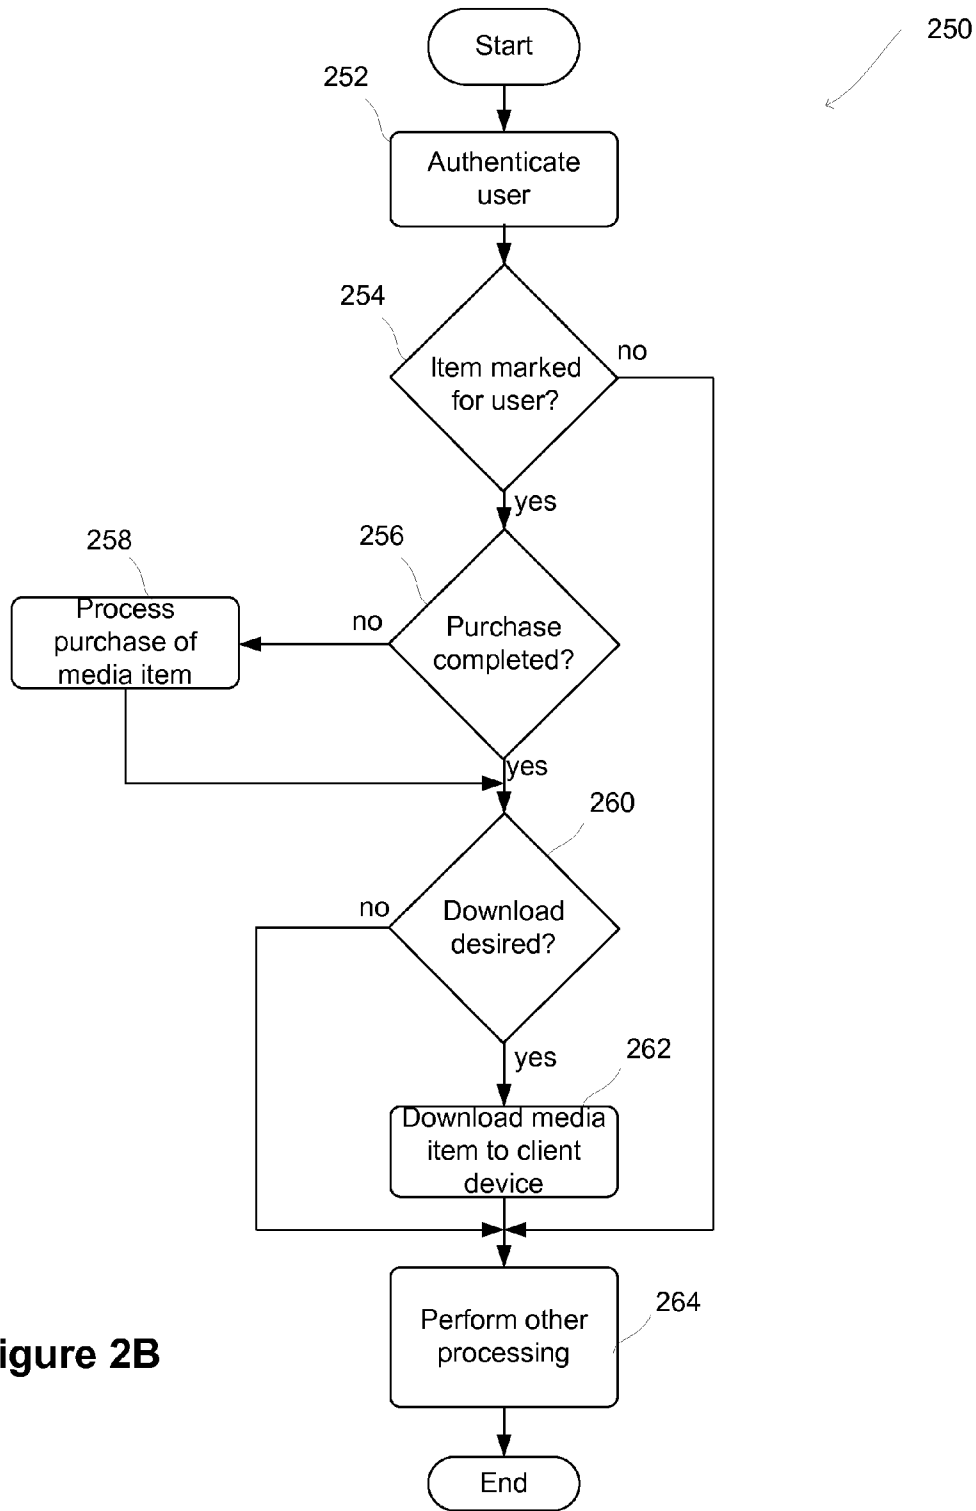 Start
250
252
Authenticate
user
254
Item marked
for user?
no
yes
256
258
Process
purchase of
media item
no
Purchase
completed?
yes
260
no
Download
desired?
yes
262
Download media
item to client
device
Perform other
processing
264
igure 2B
End